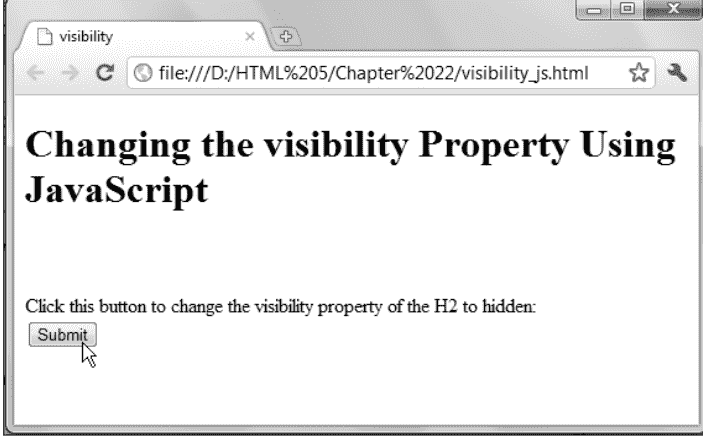 visibility
file:///D:/HTML%205/Chapter%2022/visibility_js.html
Changing the visibility Property Using
JavaScript
Click this button to change the visibility property of the H2 to hidden:
Submit